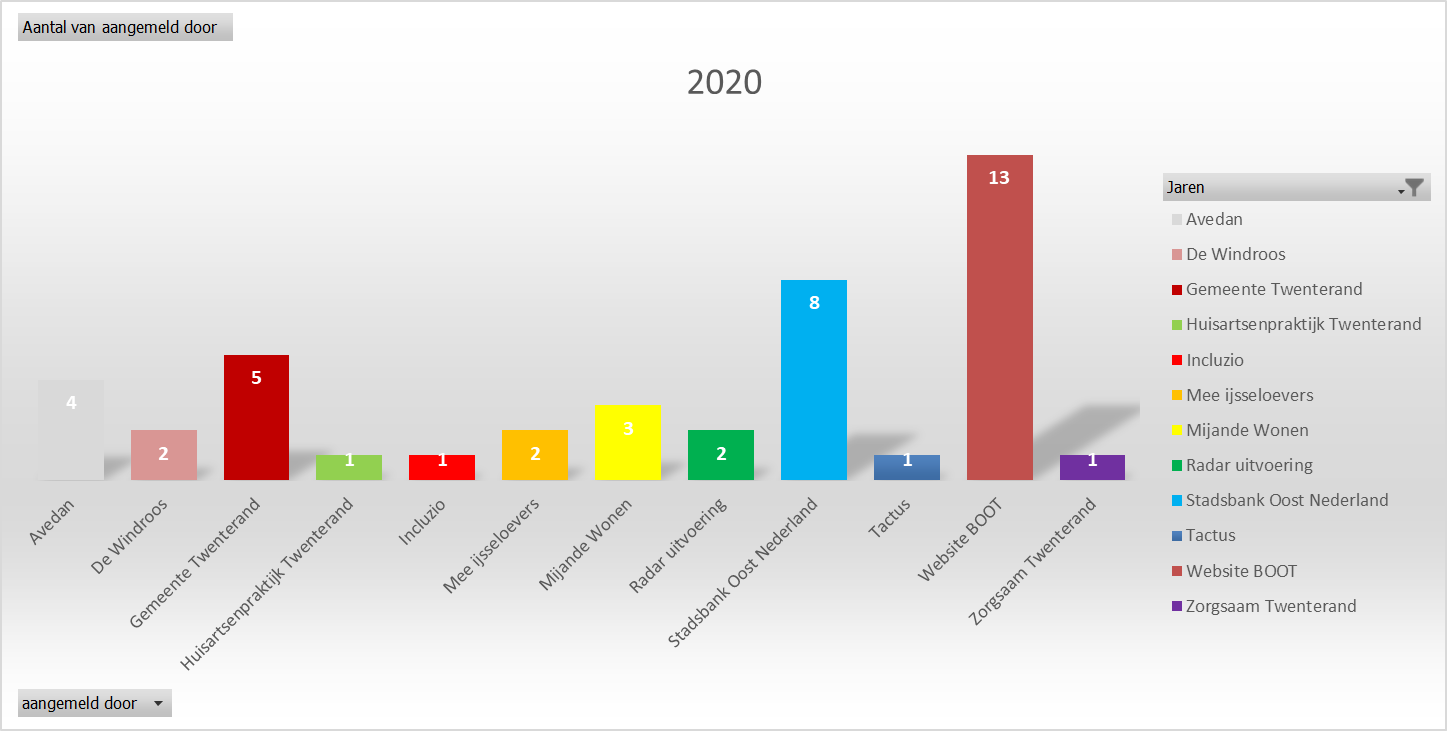 Aantal van aangemeld door
2020
13
8
5
4
3
2
2
2
1
1
1
1
Avedan
De Windroos
Gemeente Twenterand
Huisartsenpraktijk Twenterand
Incluzio
Mee ijsseloevers
Mijande Wonen
Radar uitvoering
Stadsbank Oost Nederland
Tactus
Website BOOT
Zorgsaam Twenterand
Jaren
Avedan
De Windroos
Gemeente Twenterand
Huisartsenpraktijk Twenterand
Incluzio
Mee ijsseloevers
Mijande Wonen
Radar uitvoering
Stadsbank Oost Nederland
Tactus
Website BOOT
Zorgsaam Twenterand
aangemeld door